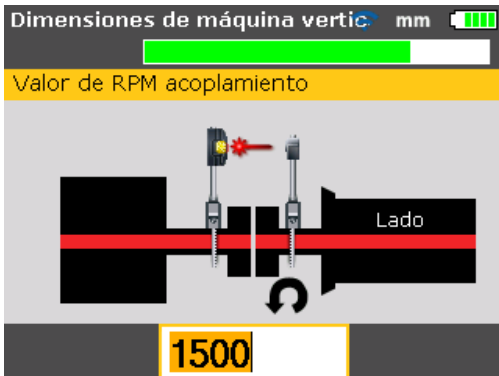 Dimensiones de máquina vertic mm
Valor de RPM acoplamiento
Lado
1500